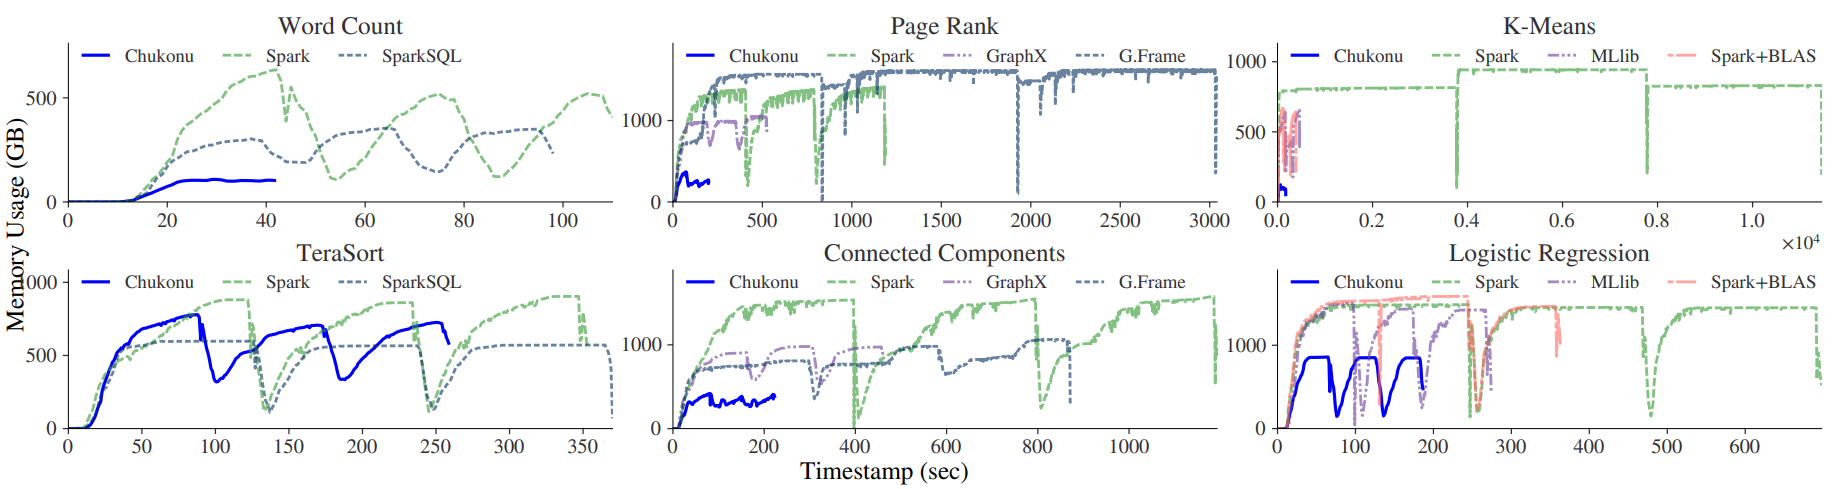 Word Count
Chukonu Spark SparkSQL
500
0
0 20 40 60 80 100
Page Rank
Chukonu Spark GraphX G.Frame
1000
0
0 500 1000 1500 2000 2500 3000
K-Means
Chukonu Spark MLlib Spark+BLAS
1000
500
0
0.0 0.2 0.4 0.6 0.8 1.0
×10⁴
Memory Usage (GB)
TeraSort
Chukonu Spark SparkSQL
1000
500
0
0 50 100 150 200 250 300 350
Connected Components
Chukonu Spark GraphX G.Frame
1000
0
0 200 400 600 800 1000
Logistic Regression
Chukonu Spark MLlib Spark+BLAS
1000
0
0 100 200 300 400 500 600
Timestamp (sec)